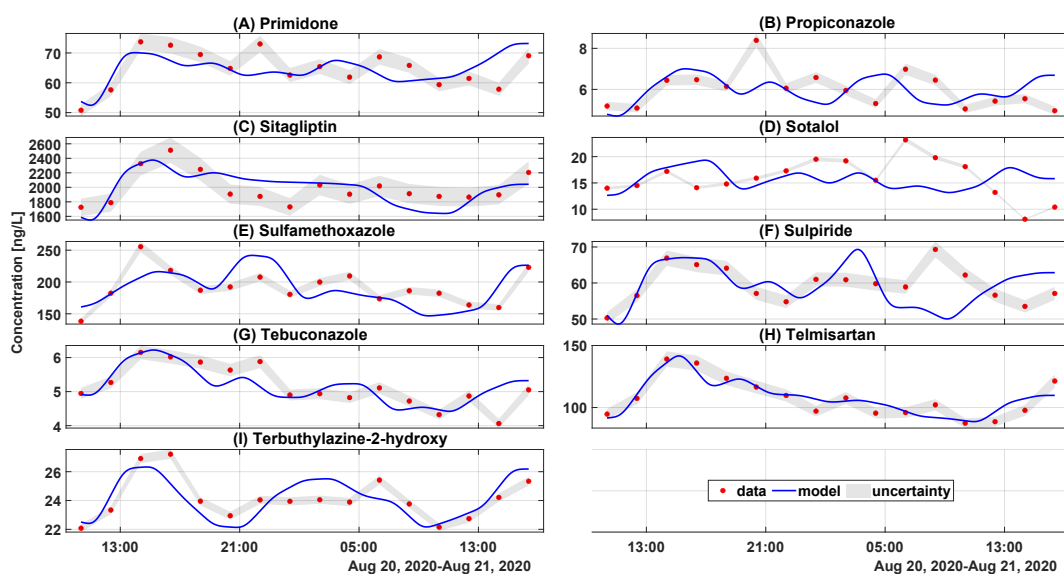 (A) Primidone
70
60
50
(B) Propiconazole
8
6
(C) Sitagliptin
2600
2400
2200
2000
1800
1600
(D) Sotalol
20
15
10
Concentration [ng/L]
(E) Sulfamethoxazole
250
200
150
(F) Sulpiride
70
60
50
(G) Tebuconazole
6
5
4
(H) Telmisartan
150
100
(I) Terbuthylazine-2-hydroxy
26
24
22
data model uncertainty
13:00 21:00 05:00 13:00
Aug 20, 2020-Aug 21, 2020
13:00 21:00 05:00 13:00
Aug 20, 2020-Aug 21, 2020